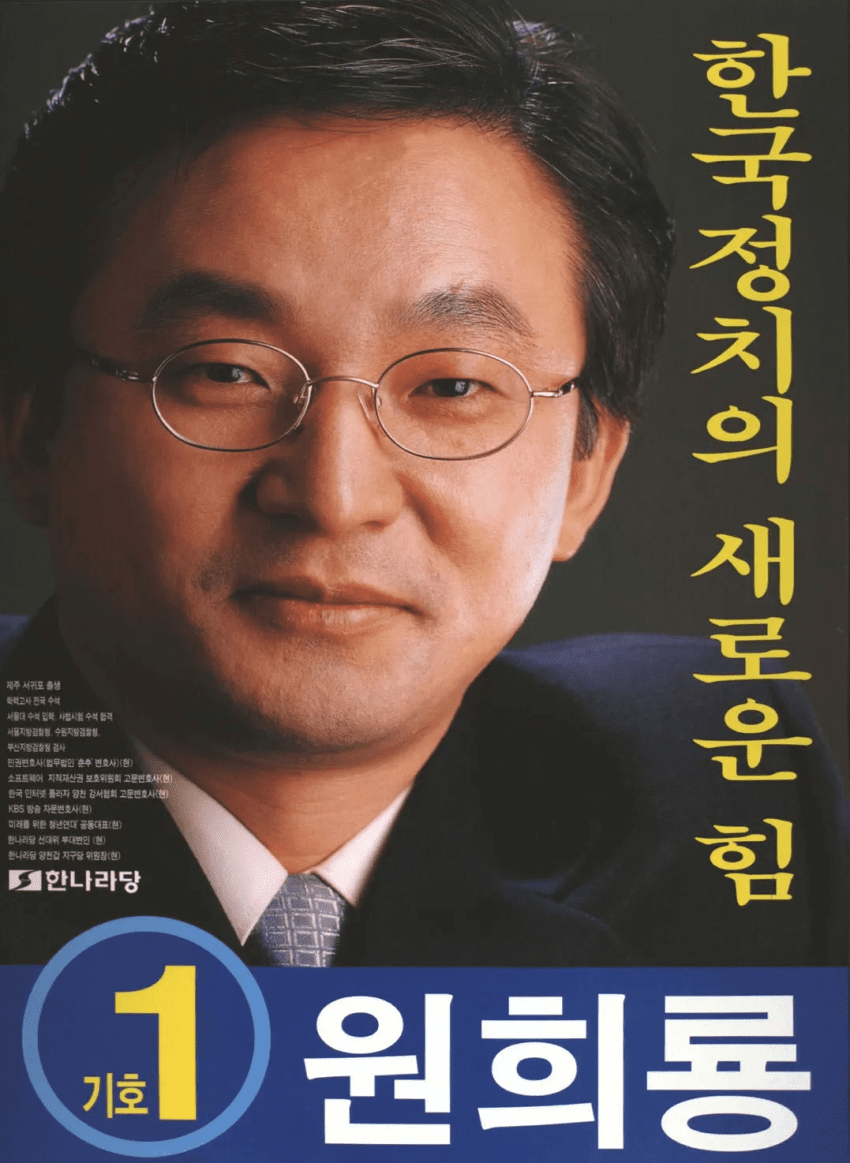 한국정치의 새로운 힘
제주 서귀포 출생
학력고사 전국 수석
서울대 수석 입학, 사법시험 수석 합격
서울지방검찰청, 수원지방검찰청,
부산지방검찰청 검사
민권변호사(법무법인 '춘추' 변호사)(현)
소프트웨어 지적재산권 보호위원회 고문변호사(현)
한국 인터넷 플라자 양천 강서협회 고문변호사(현)
KBS 방송 자문변호사(현)
'미래를 위한 청년연대' 공동대표(현)
한나라당 선대위 부대변인 (현)
한나라당 양천갑 지구당 위원장(현)
한나라당
기호 1
원희룡